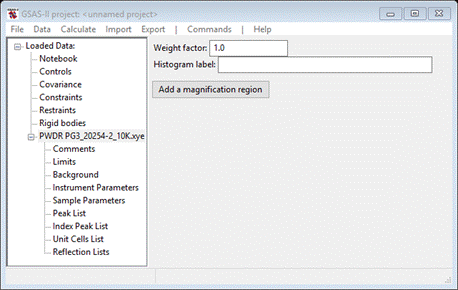 GSAS-II project: <unnamed project>
File Data Calculate Import Export | Commands | Help
Loaded Data:
Notebook
Controls
Covariance
Constraints
Restraints
Rigid bodies
PWDR PG3_20254-2_10K.xye
Comments
Limits
Background
Instrument Parameters
Sample Parameters
Peak List
Index Peak List
Unit Cells List
Reflection Lists
Weight factor: 1.0
Histogram label:
Add a magnification region